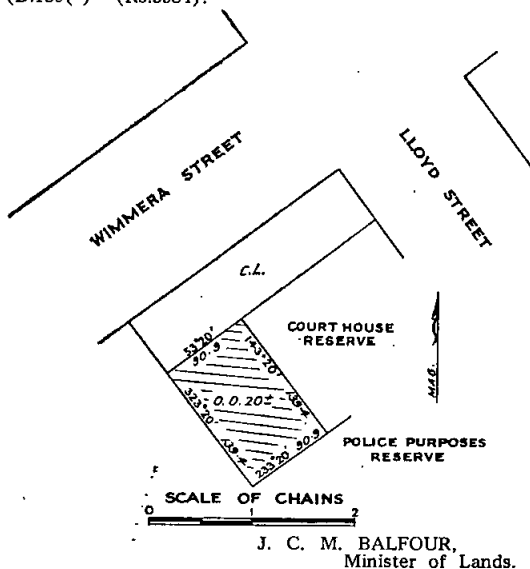 WIMMERA STREET
LLOYD STREET
C.L.
COURT HOUSE
RESERVE
MAG.
53°20'
90.9
143°20'
139.4
0.0.20±
323°20'
139.4
233°20'
90.9
POLICE PURPOSES
RESERVE
SCALE OF CHAINS
0 1 2
J. C. M. BALFOUR,
Minister of Lands.